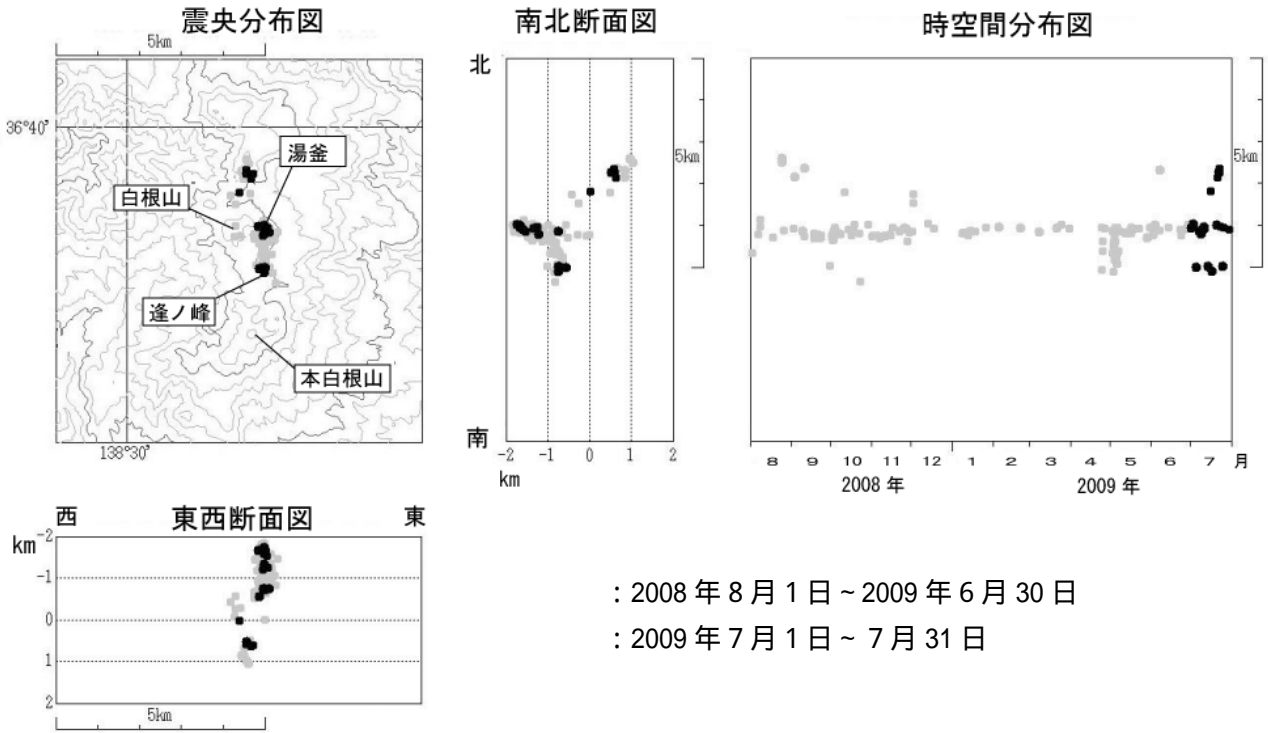 震央分布図
5km
36°40'
湯釜
白根山
逢ノ峰
本白根山
138°30'
南北断面図
北
南
5km
-2 -1 0 1 2
km
時空間分布図
5km
8 9 10 11 12 1 2 3 4 5 6 7 月
2008 年 2009 年
西 東西断面図 東
km
-2
-1
0
1
2
5km
: 2008 年 8 月 1 日 ~ 2009 年 6 月 30 日
: 2009 年 7 月 1 日 ~ 7 月 31 日